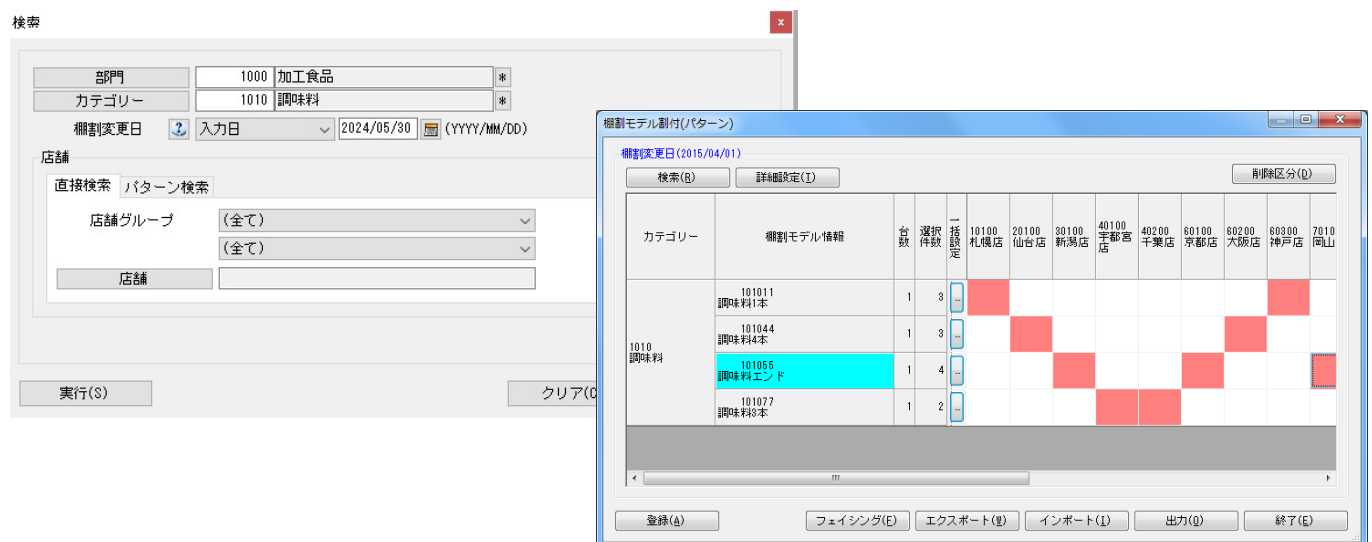 検索
x
部門 1000 加工食品 *
カテゴリー 1010 調味料 *
棚割変更日 ? 入力日 2024/05/30 (YYYY/MM/DD)
店舗
直接検索 パターン検索
店舗グループ (全て)
(全て)
店舗
実行(S) クリア(C
棚割モデル割付(パターン)
棚割変更日(2015/04/01)
検索(R) 詳細設定(I) 削除区分(D)
カテゴリー 棚割モデル情報 台数 選択件数 一括設定 10100 札幌店 20100 仙台店 30100 新潟店 40100 宇都宮店 40200 千葉店 60100 京都店 60200 大阪店 60300 神戸店 7010 岡山
1010 調味料
101011 調味料1本 1 3 ...
101044 調味料4本 1 3 ...
101055 調味料エンド 1 4 ...
101077 調味料3本 1 2 ...
登録(A) フェイシング(F) エクスポート(W) インポート(I) 出力(O) 終了(E)